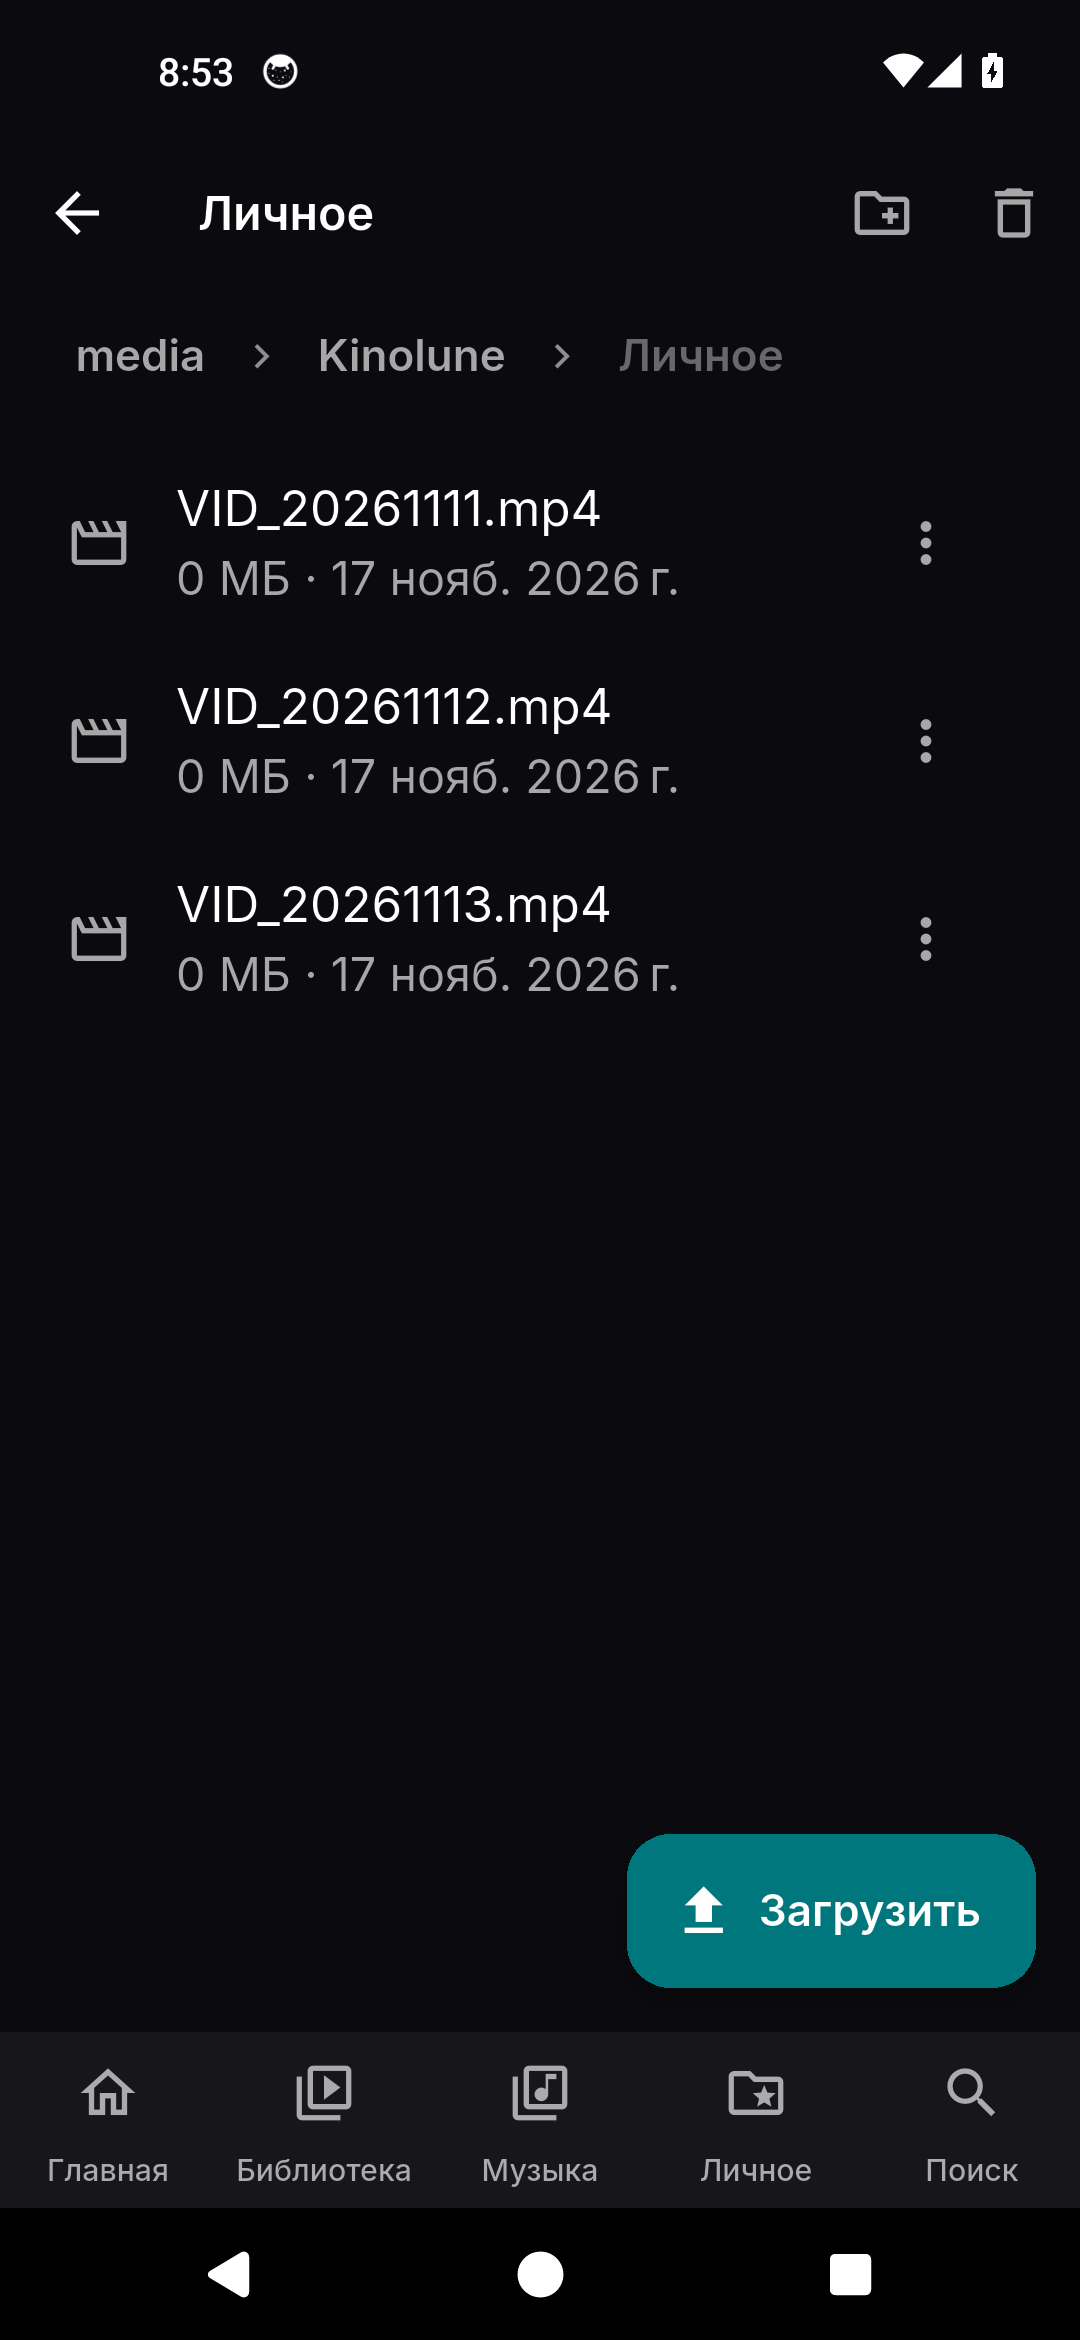 8:53
Личное
media > Kinolune > Личное
VID_20261111.mp4
0 МБ · 17 нояб. 2026 г.
VID_20261112.mp4
0 МБ · 17 нояб. 2026 г.
VID_20261113.mp4
0 МБ · 17 нояб. 2026 г.
Загрузить
Главная Библиотека Музыка Личное Поиск